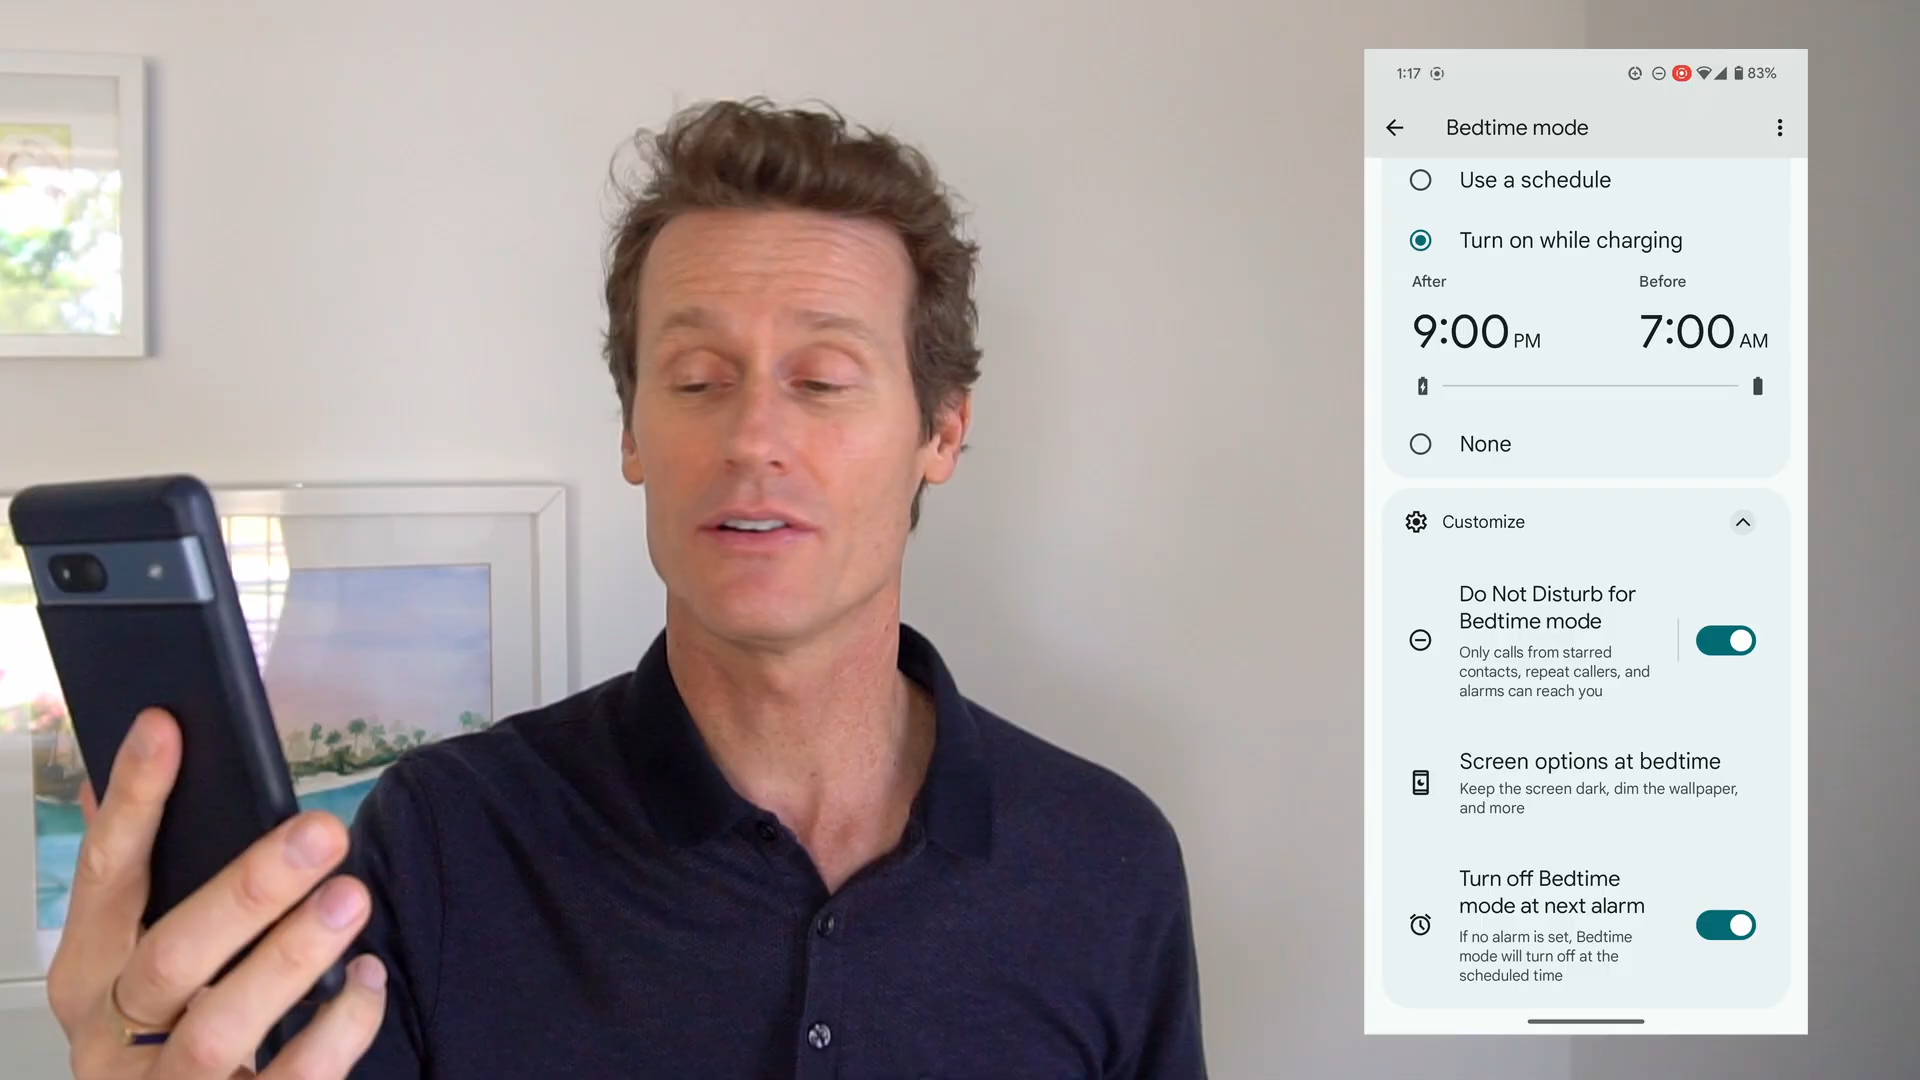 1:17 83%
Bedtime mode
Use a schedule
Turn on while charging
After Before
9:00 PM 7:00 AM
None
Customize
Do Not Disturb for
Bedtime mode
Only calls from starred
contacts, repeat callers, and
alarms can reach you
Screen options at bedtime
Keep the screen dark, dim the wallpaper,
and more
Turn off Bedtime
mode at next alarm
If no alarm is set, Bedtime
mode will turn off at the
scheduled time